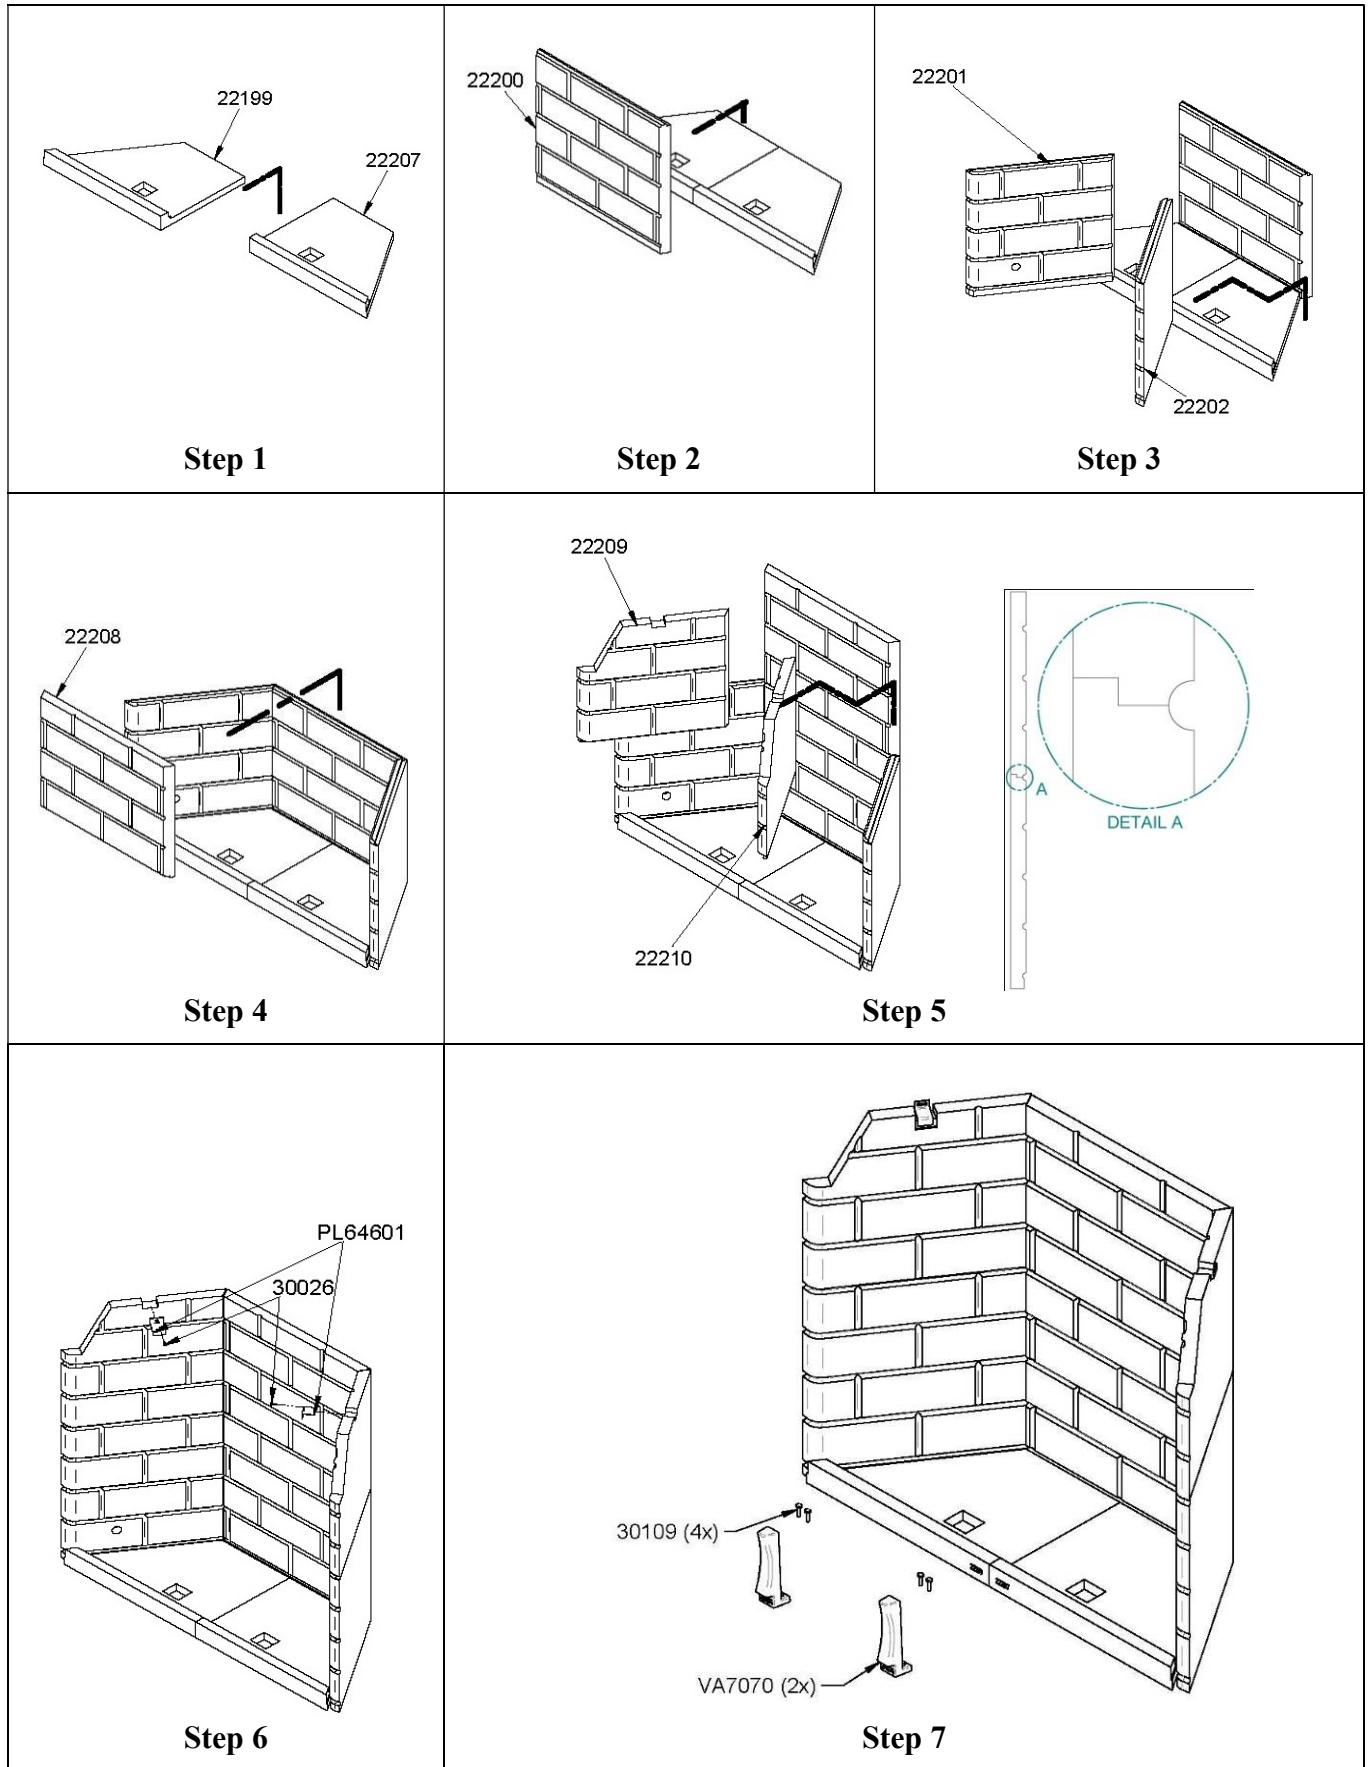 22199
22207
Step 1
22200
Step 2
22201
22202
Step 3
22208
Step 4
22209
22210
A
DETAIL A
Step 5
PL64601
30026
Step 6
30109 (4x)
VA7070 (2x)
Step 7